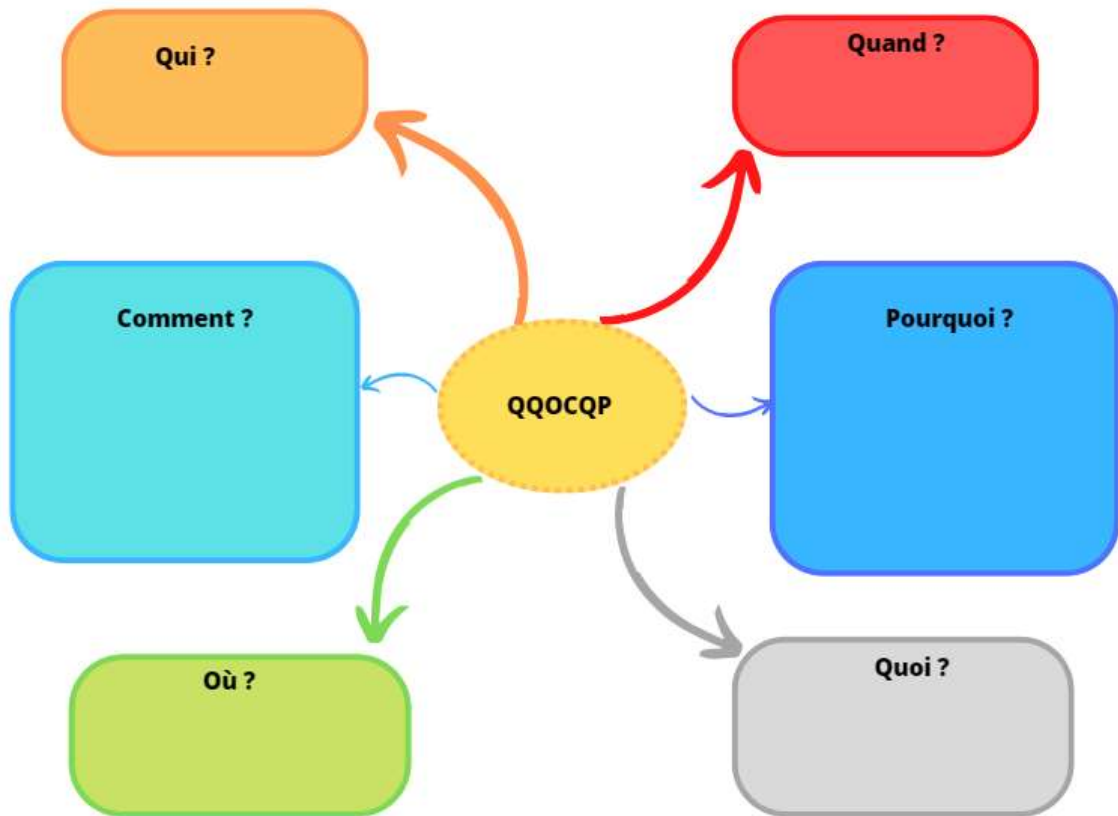 Qui ?
Quand ?
Comment ?
Pourquoi ?
QQOCQP
Où ?
Quoi ?